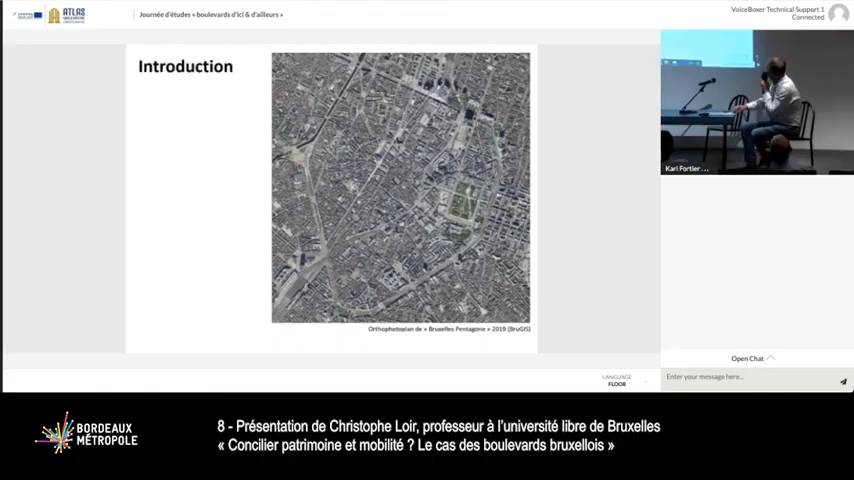 ATLAS
Journée d'études « boulevards d'ici & d'ailleurs »
VoiceBoxer Technical Support 1
Connected
Introduction
Karl Fortier ...
Orthophotoplan de « Bruxelles Pentagone » 2019 (BruGIS)
Open Chat
LANGUAGE
FLOOR
Enter your message here...
BORDEAUX
MÉTROPOLE
8 - Présentation de Christophe Loir, professeur à l'université libre de Bruxelles
« Concilier patrimoine et mobilité ? Le cas des boulevards bruxellois »